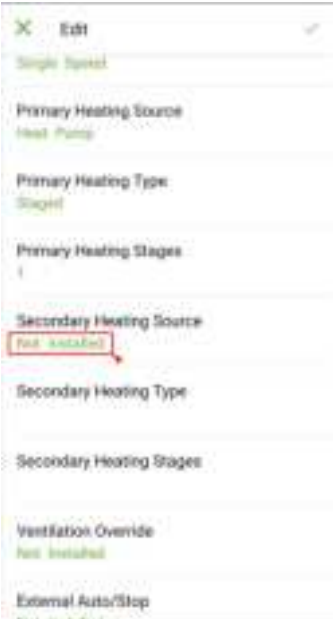 Edit
Single Speed
Primary Heating Source
Heat Pump
Primary Heating Type
Staged
Primary Heating Stages
1
Secondary Heating Source
Not Installed
Secondary Heating Type
Secondary Heating Stages
Ventilation Override
Not Installed
External Auto/Stop